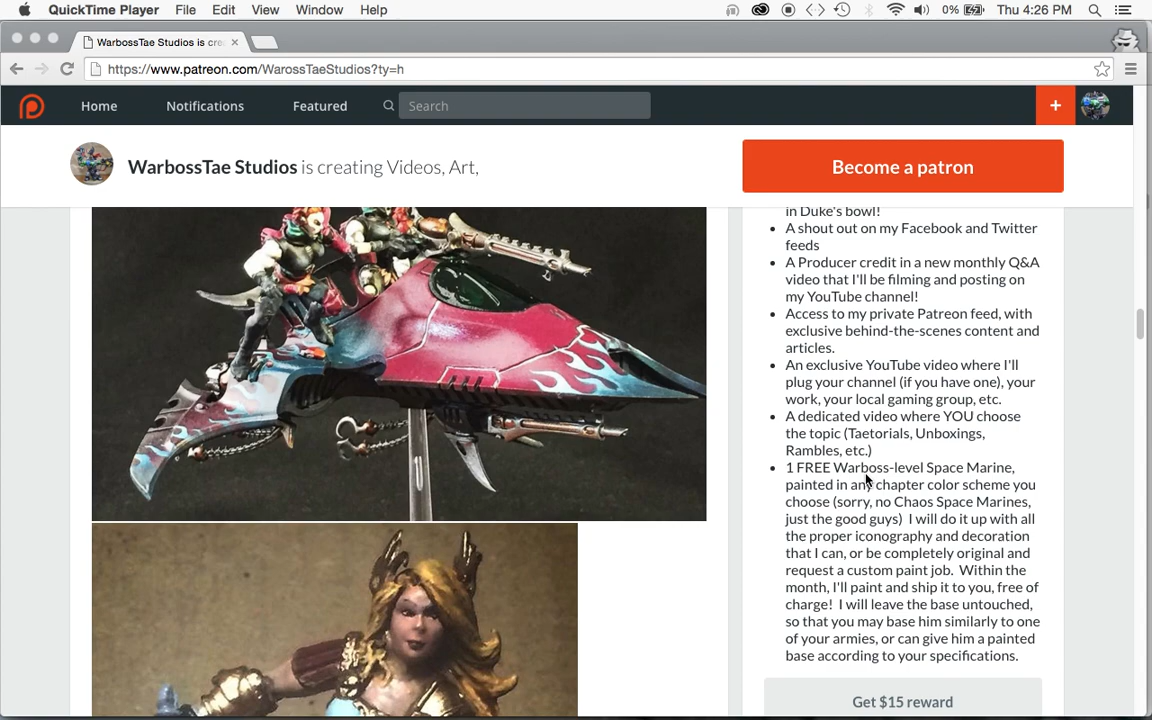 QuickTime Player File Edit View Window Help 0% Thu 4:26 PM
WarbossTae Studios is cre
https://www.patreon.com/WarossTaeStudios?ty=h
Home Notifications Featured Search
WarbossTae Studios is creating Videos, Art,
Become a patron
in Duke's bowl!
A shout out on my Facebook and Twitter
feeds
A Producer credit in a new monthly Q&A
video that I'll be filming and posting on
my YouTube channel!
Access to my private Patreon feed, with
exclusive behind-the-scenes content and
articles.
An exclusive YouTube video where I'll
plug your channel (if you have one), your
work, your local gaming group, etc.
A dedicated video where YOU choose
the topic (Taetorials, Unboxings,
Rambles, etc.)
1 FREE Warboss-level Space Marine,
painted in any chapter color scheme you
choose (sorry, no Chaos Space Marines,
just the good guys) I will do it up with all
the proper iconography and decoration
that I can, or be completely original and
request a custom paint job. Within the
month, I'll paint and ship it to you, free of
charge! I will leave the base untouched,
so that you may base him similarly to one
of your armies, or can give him a painted
base according to your specifications.
Get $15 reward